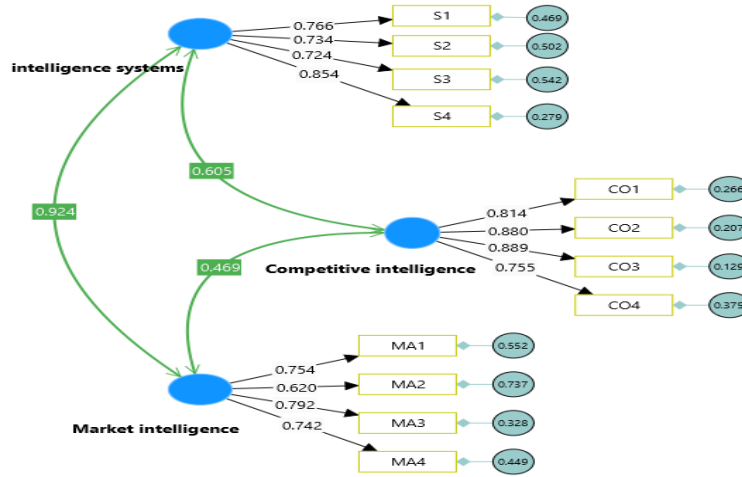 0.766
S1
0.469
0.734
S2
0.502
intelligence systems
0.724
S3
0.542
0.854
S4
0.279
0.605
0.924
0.814
CO1
0.266
0.880
CO2
0.207
0.469
Competitive intelligence
0.889
CO3
0.129
0.755
CO4
0.375
0.754
MA1
0.552
0.620
MA2
0.737
Market intelligence
0.792
MA3
0.328
0.742
MA4
0.449